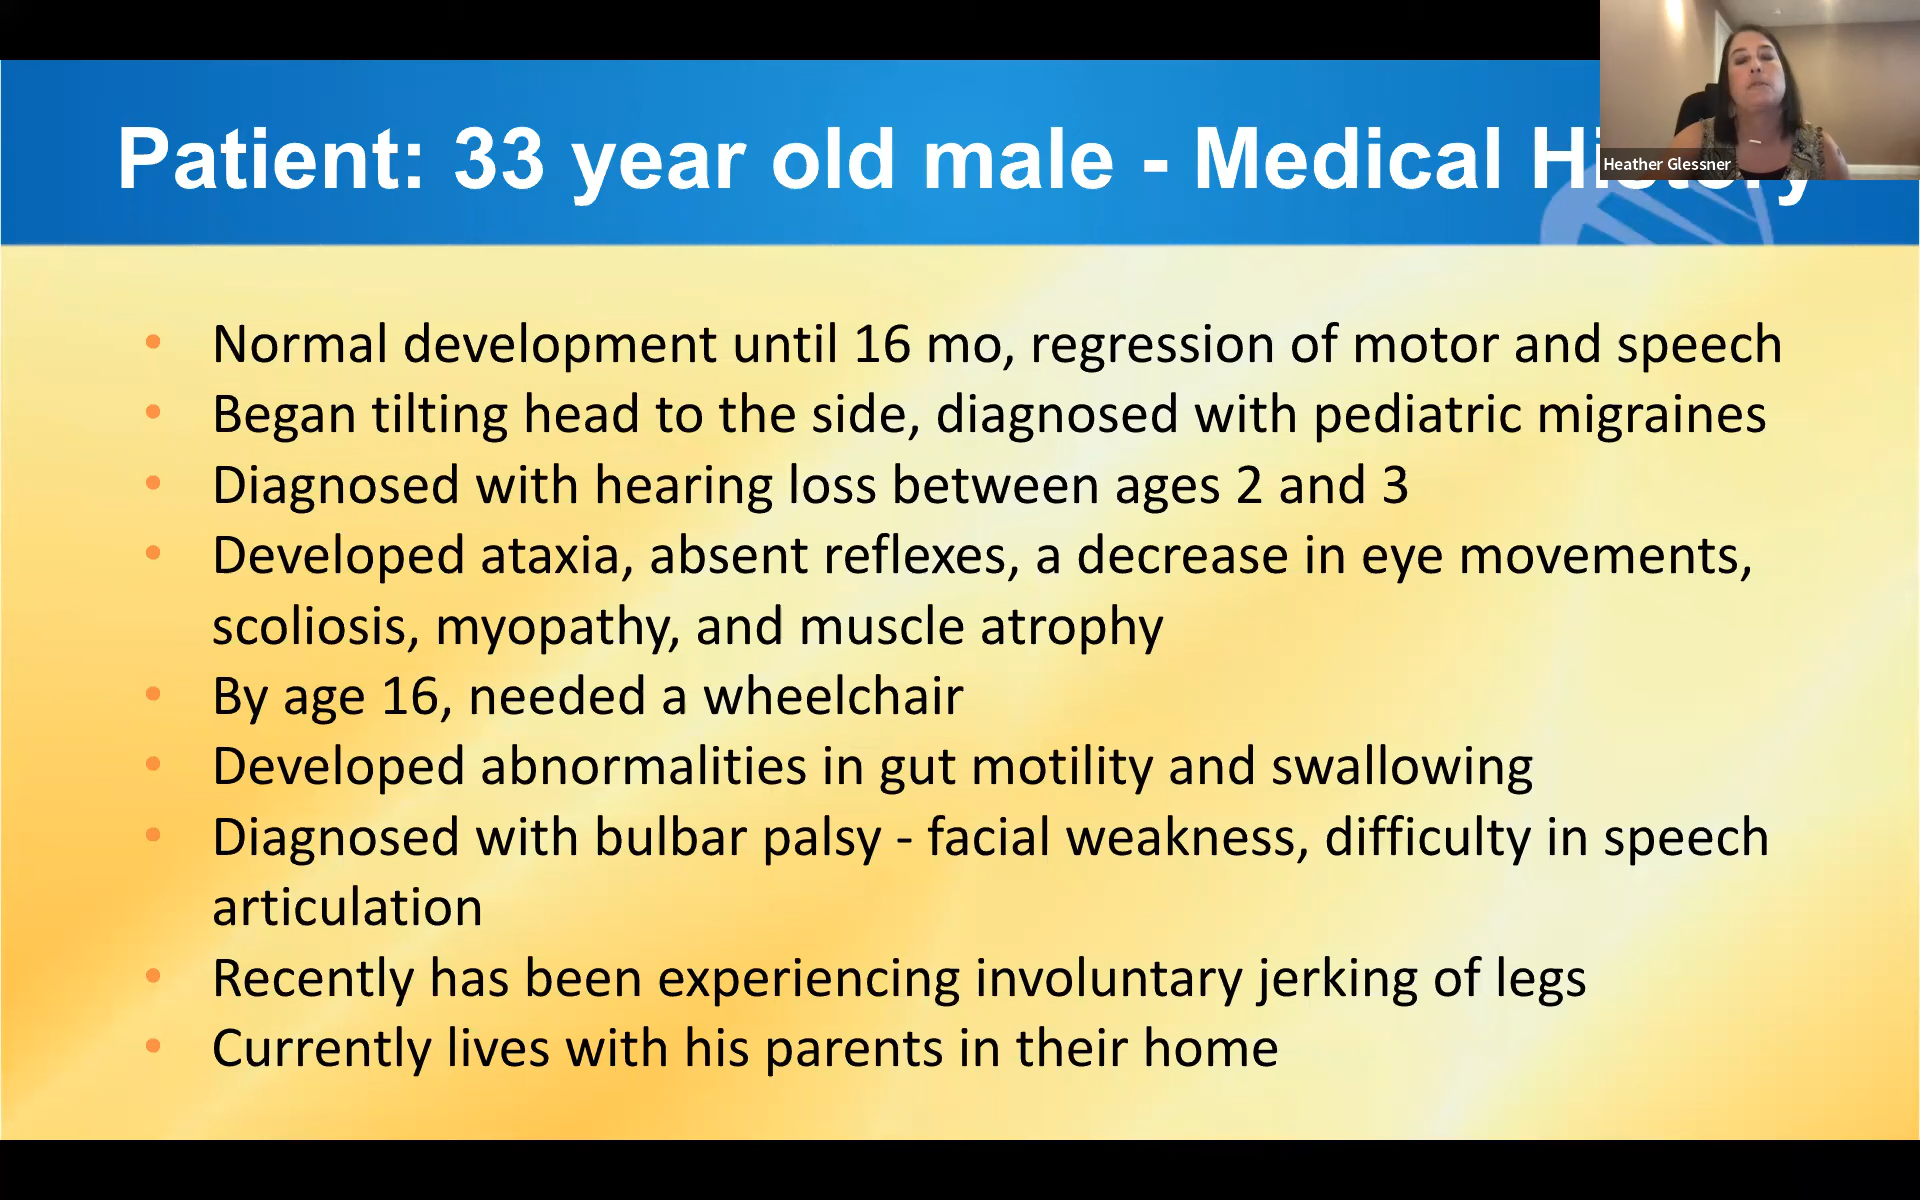 Patient: 33 year old male - Medical History
Heather Glessner
• Normal development until 16 mo, regression of motor and speech
• Began tilting head to the side, diagnosed with pediatric migraines
• Diagnosed with hearing loss between ages 2 and 3
• Developed ataxia, absent reflexes, a decrease in eye movements,
scoliosis, myopathy, and muscle atrophy
• By age 16, needed a wheelchair
• Developed abnormalities in gut motility and swallowing
• Diagnosed with bulbar palsy - facial weakness, difficulty in speech
articulation
• Recently has been experiencing involuntary jerking of legs
• Currently lives with his parents in their home